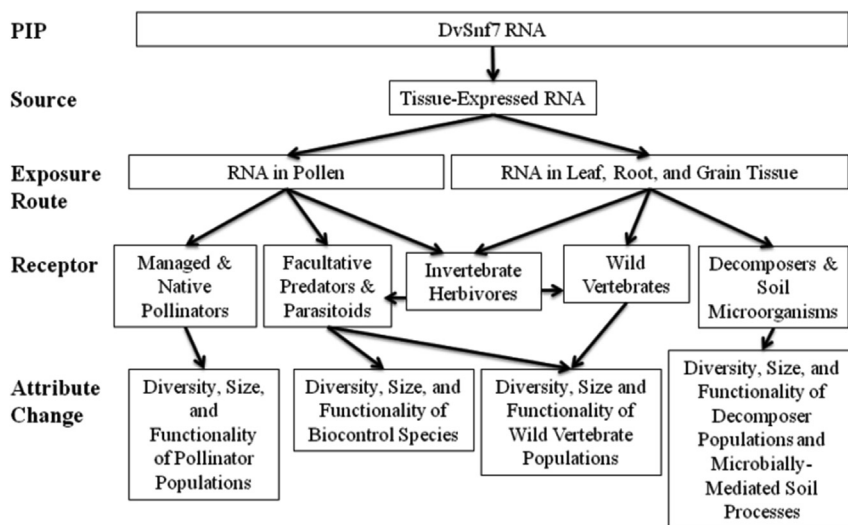 PIP
DvSnf7 RNA
Source
Tissue-Expressed RNA
Exposure
Route
RNA in Pollen
RNA in Leaf, Root, and Grain Tissue
Receptor
Managed &
Native
Pollinators
Facultative
Predators &
Parasitoids
Invertebrate
Herbivores
Wild
Vertebrates
Decomposers &
Soil
Microorganisms
Attribute
Change
Diversity, Size,
and
Functionality
of Pollinator
Populations
Diversity, Size, and
Functionality of
Biocontrol Species
Diversity, Size and
Functionality of
Wild Vertebrate
Populations
Diversity, Size, and
Functionality of
Decomposer
Populations and
Microbially-
Mediated Soil
Processes